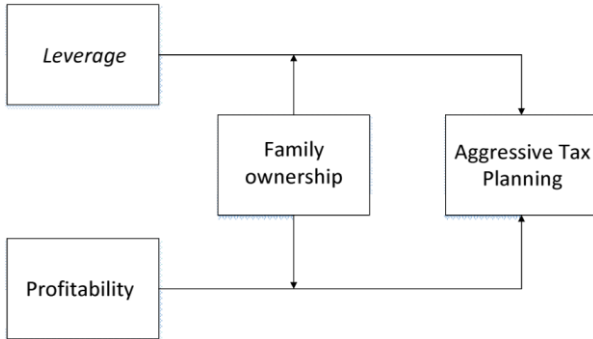 Leverage
Family
ownership
Aggressive Tax
Planning
Profitability